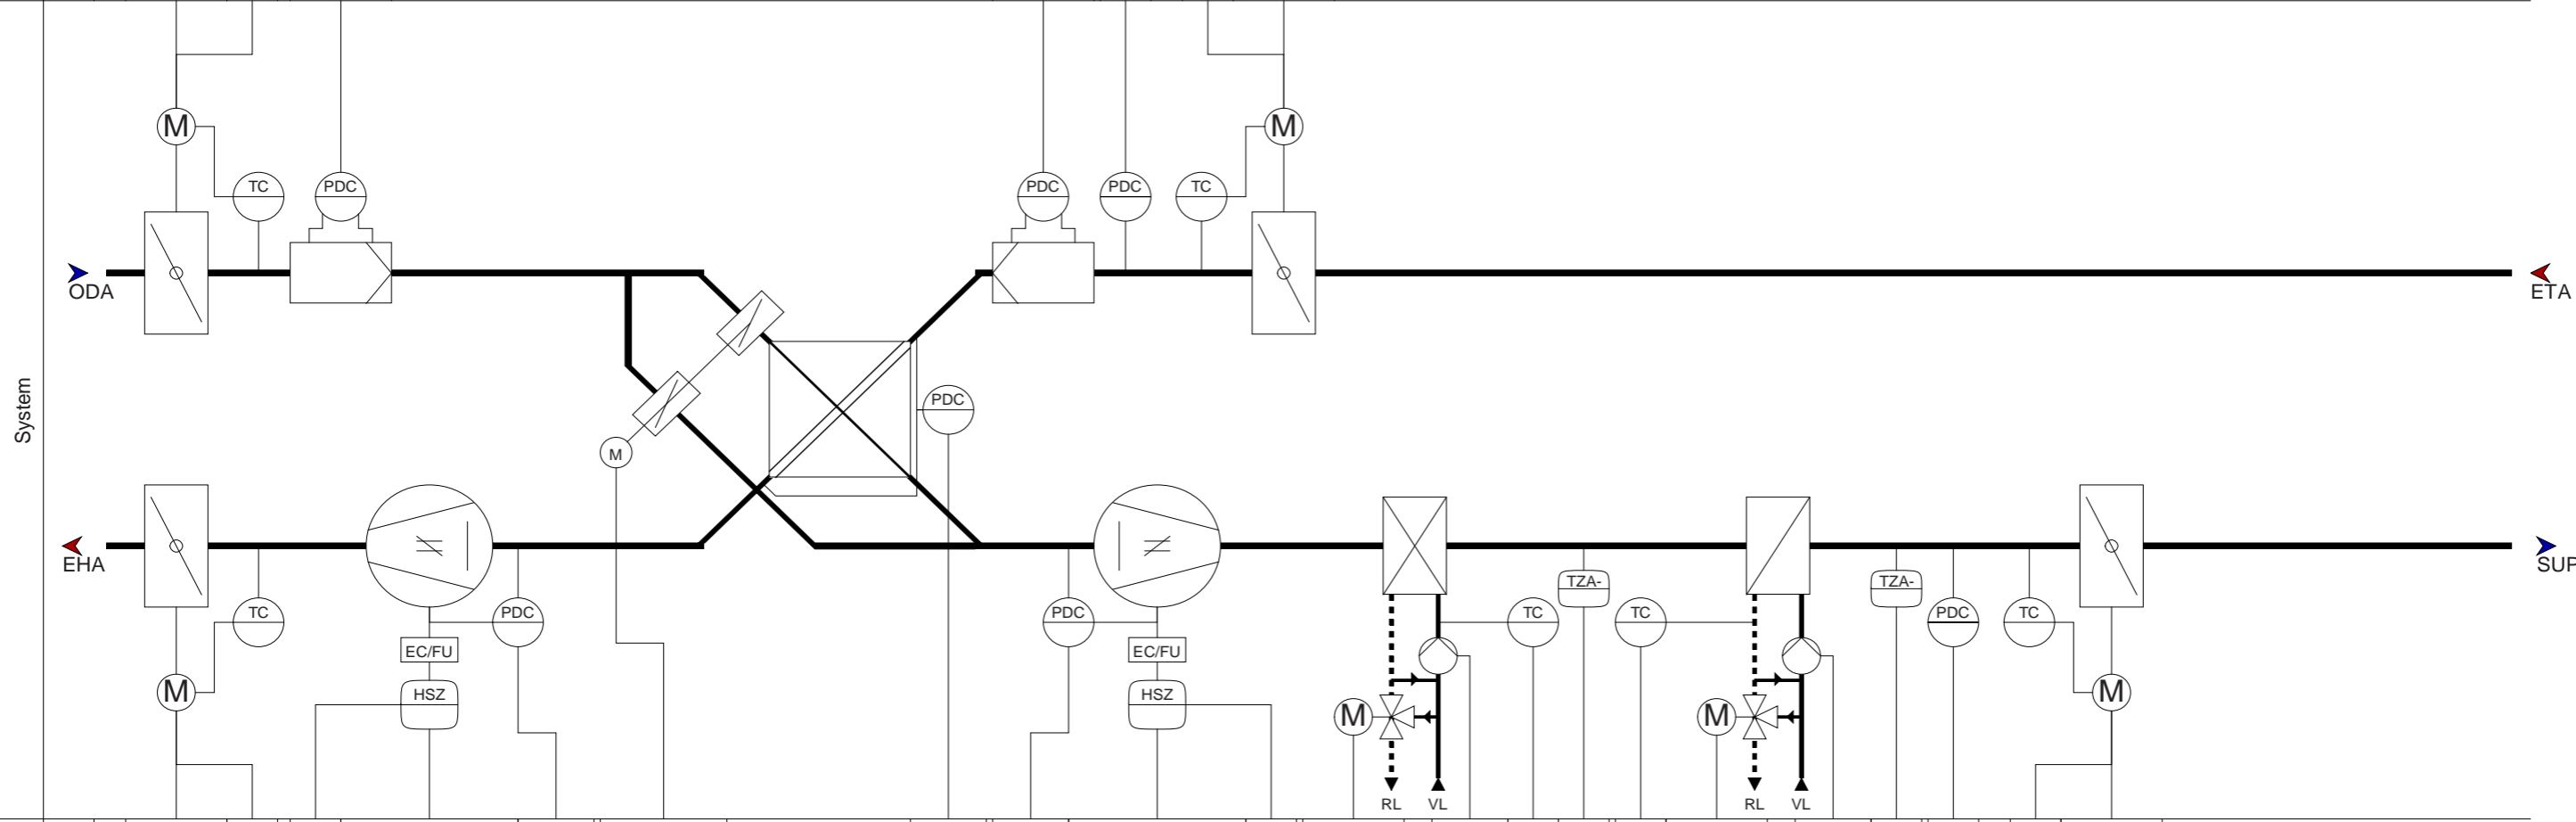 M
M
TC
PDC
PDC
PDC
TC
ODA
ETA
System
PDC
M
EHA
SUP
TZA-
TZA-
TC
PDC
PDC
TC
TC
PDC
TC
EC/FU
EC/FU
HSZ
HSZ
M
M
M
M
RL
VL
RL
VL